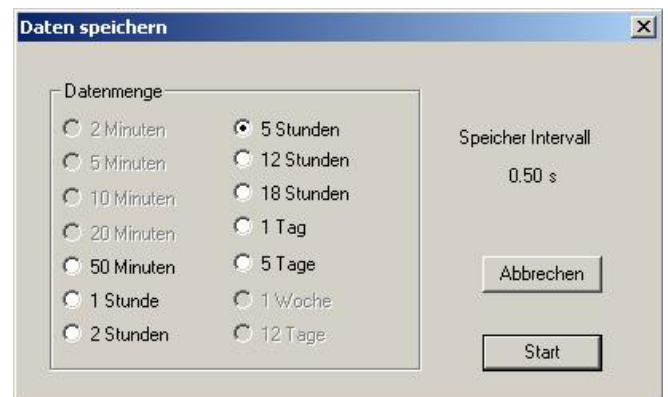 Daten speichern
Datenmenge
2 Minuten
5 Minuten
10 Minuten
20 Minuten
50 Minuten
1 Stunde
2 Stunden
5 Stunden
12 Stunden
18 Stunden
1 Tag
5 Tage
1 Woche
12 Tage
Speicher Intervall
0.50 s
Abbrechen
Start